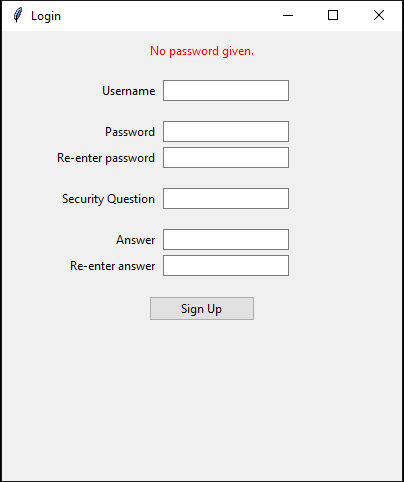 Login
No password given.
Username
Password
Re-enter password
Security Question
Answer
Re-enter answer
Sign Up